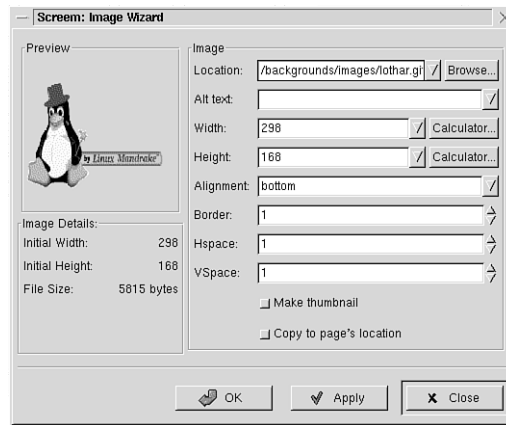 Screem: Image Wizard
Preview
by Linux Mandrake
Image Details:
Initial Width: 298
Initial Height: 168
File Size: 5815 bytes
Image
Location: /backgrounds/images/lothar.gi Browse...
Alt text:
Width: 298 Calculator...
Height: 168 Calculator...
Alignment: bottom
Border: 1
Hspace: 1
VSpace: 1
Make thumbnail
Copy to page's location
OK Apply Close